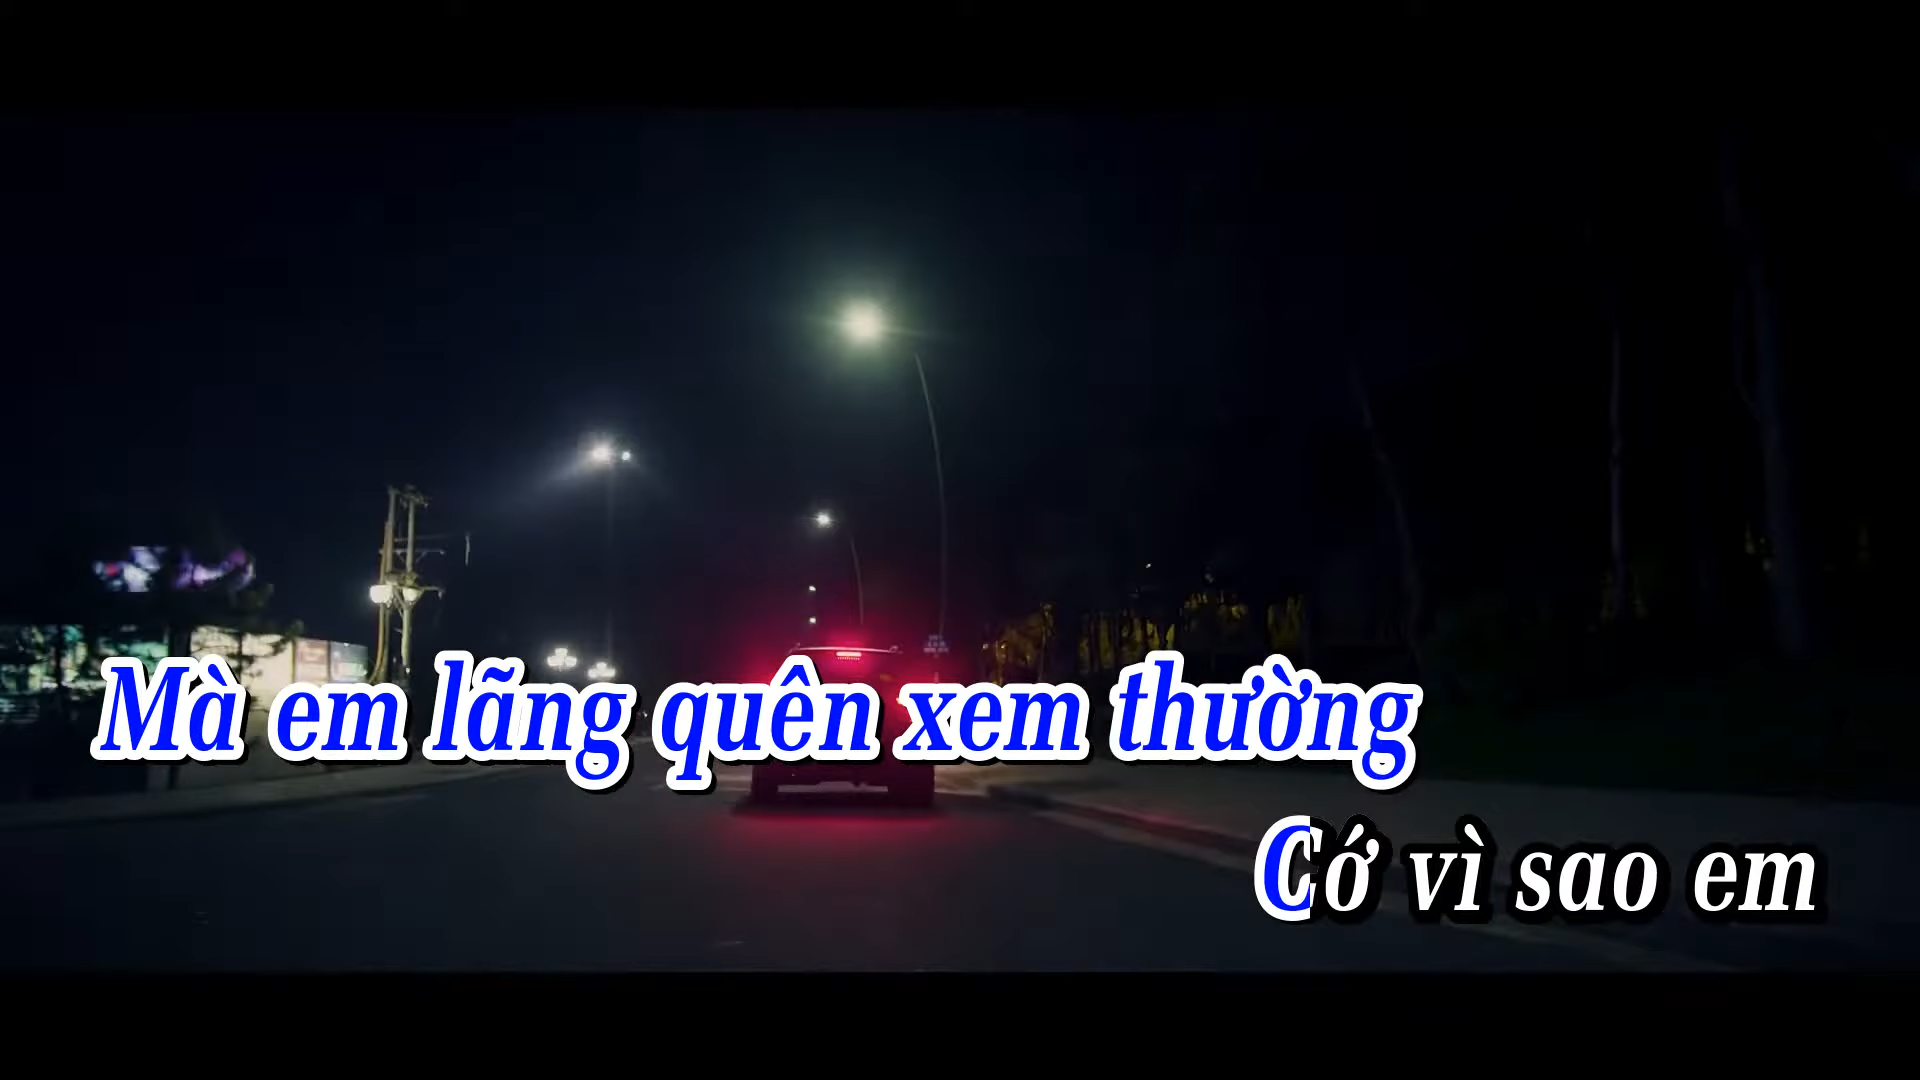 Mà em lãng quên xem thường
Cớ vì sao em